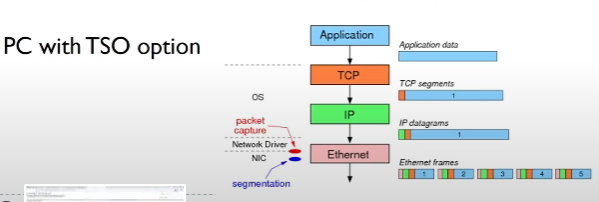 PC with TSO option
Application
Application data
TCP
TCP segments
1
OS
IP
IP datagrams
1
packet
capture
Network Driver
NIC
Ethernet
Ethernet frames
1 2 3 4 5
segmentation